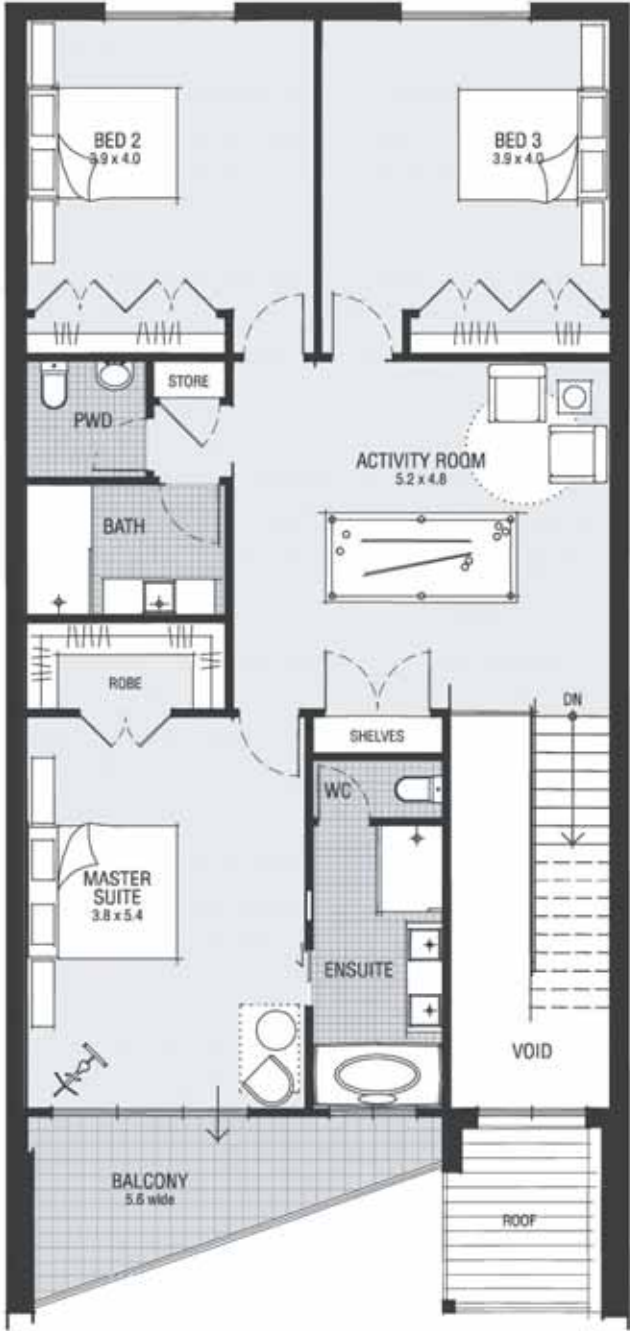 BED 2
3.9 x 4.0
BED 3
3.9 x 4.0
STORE
PWD
ACTIVITY ROOM
5.2 x 4.8
BATH
ROBE
DN
SHELVES
WC
MASTER
SUITE
3.8 x 5.4
ENSUITE
VOID
BALCONY
5.6 wide
ROOF